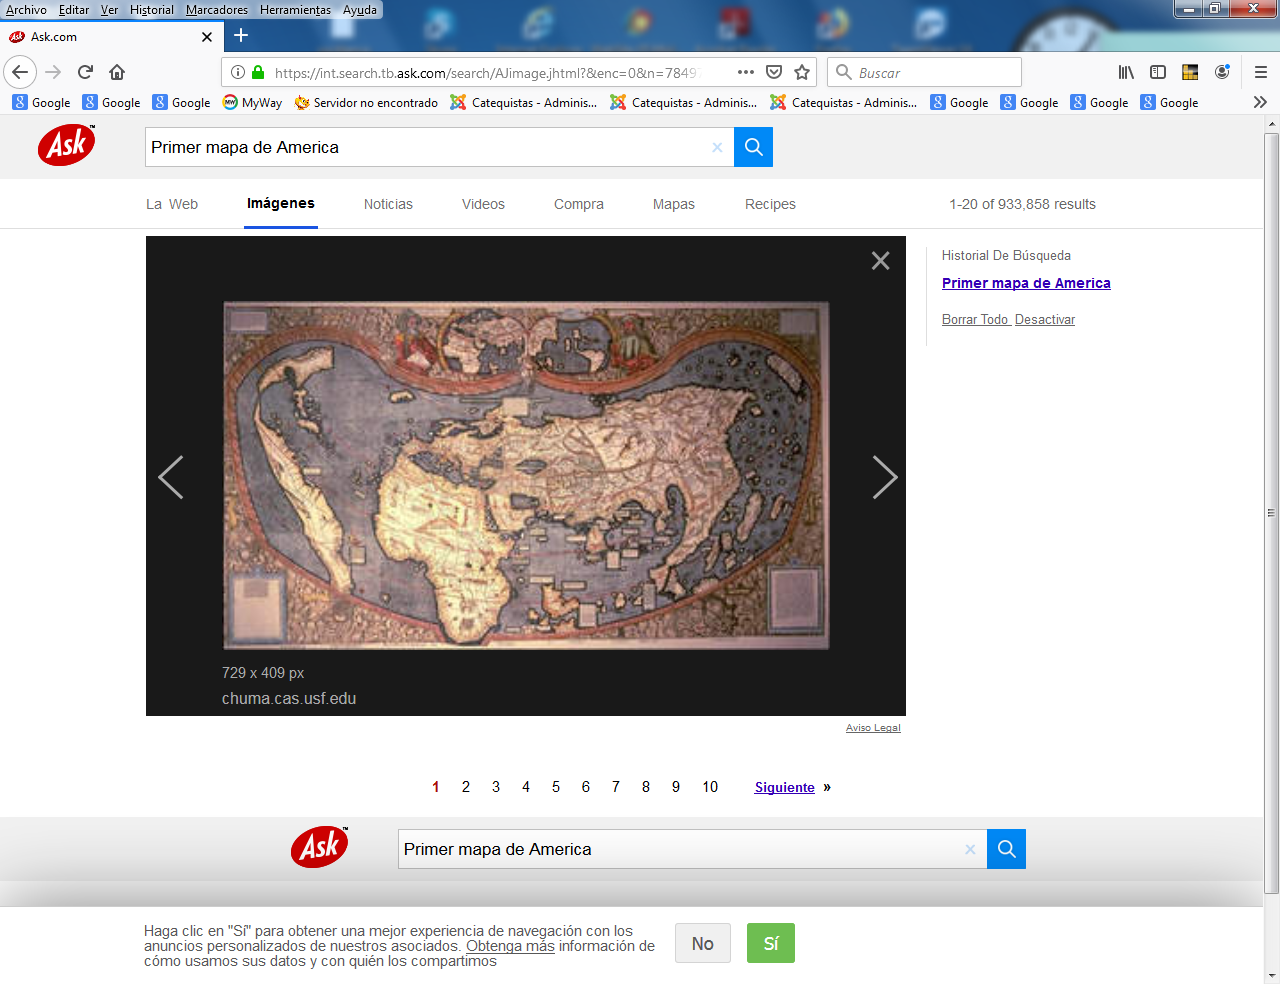 Archivo Editar Ver Historial Marcadores Herramientas Ayuda
Ask.com
https://int.search.tb.ask.com/search/AJimage.jhtml?&enc=0&n=7849
Buscar
Google Google Google MyWay Servidor no encontrado Catequistas - Adminis... Catequistas - Adminis... Catequistas - Adminis... Google Google Google Google
Ask Primer mapa de America
La Web Imágenes Noticias Videos Compra Mapas Recipes 1-20 of 933,858 results
Historial De Búsqueda
Primer mapa de America
Borrar Todo Desactivar
729 x 409 px
chuma.cas.usf.edu
Aviso Legal
1 2 3 4 5 6 7 8 9 10 Siguiente »
Ask Primer mapa de America
Haga clic en "Sí" para obtener una mejor experiencia de navegación con los
anuncios personalizados de nuestros asociados. Obtenga más información de
cómo usamos sus datos y con quién los compartimos
No Sí